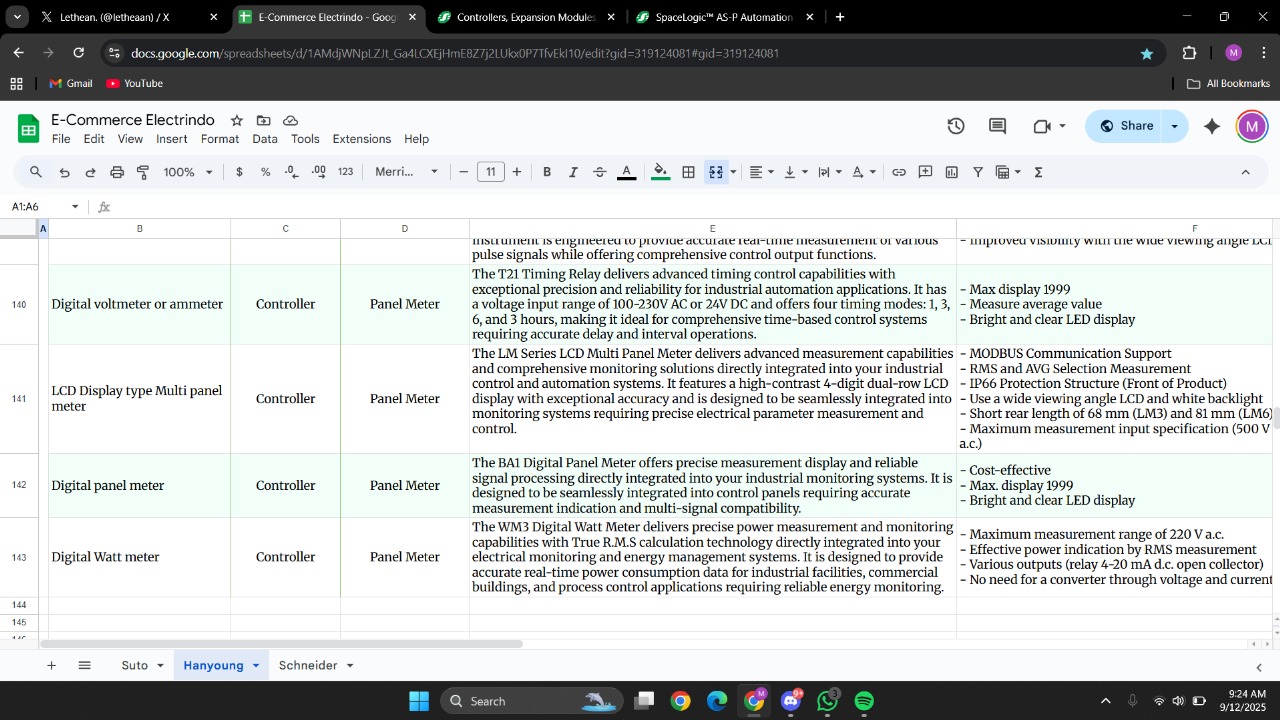 Lethean. (@letheaan) / X
E-Commerce Electrindo - Goog
Controllers, Expansion Modules
SpaceLogic™ AS-P Automation
docs.google.com/spreadsheets/d/1AMdjWNpLZJt_Ga4LCXEjHmE8Z7j2LUkx0P7TfvEkI10/edit?gid=319124081#gid=319124081
M
Gmail
YouTube
All Bookmarks
E-Commerce Electrindo
File Edit View Insert Format Data Tools Extensions Help
Share
M
100%
$ % .0 .00 123
Merri...
11
B I A
A1:A6
fx
A B C D E F
instrument is engineered to provide accurate real-time measurement of various
pulse signals while offering comprehensive control output functions.
- Improved visibility with the wide viewing angle LCD
140
Digital voltmeter or ammeter
Controller
Panel Meter
The T21 Timing Relay delivers advanced timing control capabilities with
exceptional precision and reliability for industrial automation applications. It has
a voltage input range of 100-230V AC or 24V DC and offers four timing modes: 1, 3,
6, and 3 hours, making it ideal for comprehensive time-based control systems
requiring accurate delay and interval operations.
- Max display 1999
- Measure average value
- Bright and clear LED display
141
LCD Display type Multi panel
meter
Controller
Panel Meter
The LM Series LCD Multi Panel Meter delivers advanced measurement capabilities
and comprehensive monitoring solutions directly integrated into your industrial
control and automation systems. It features a high-contrast 4-digit dual-row LCD
display with exceptional accuracy and is designed to be seamlessly integrated into
monitoring systems requiring precise electrical parameter measurement and
control.
- MODBUS Communication Support
- RMS and AVG Selection Measurement
- IP66 Protection Structure (Front of Product)
- Use a wide viewing angle LCD and white backlight
- Short rear length of 68 mm (LM3) and 81 mm (LM6)
- Maximum measurement input specification (500 V
a.c.)
142
Digital panel meter
Controller
Panel Meter
The BA1 Digital Panel Meter offers precise measurement display and reliable
signal processing directly integrated into your industrial monitoring systems. It is
designed to be seamlessly integrated into control panels requiring accurate
measurement indication and multi-signal compatibility.
- Cost-effective
- Max. display 1999
- Bright and clear LED display
143
Digital Watt meter
Controller
Panel Meter
The WM3 Digital Watt Meter delivers precise power measurement and monitoring
capabilities with True R.M.S calculation technology directly integrated into your
electrical monitoring and energy management systems. It is designed to provide
accurate real-time power consumption data for industrial facilities, commercial
buildings, and process control applications requiring reliable energy monitoring.
- Maximum measurement range of 220 V a.c.
- Effective power indication by RMS measurement
- Various outputs (relay 4-20 mA d.c. open collector)
- No need for a converter through voltage and current
144
145
146
Suto
Hanyoung
Schneider
Search
9:24 AM
9/12/2025